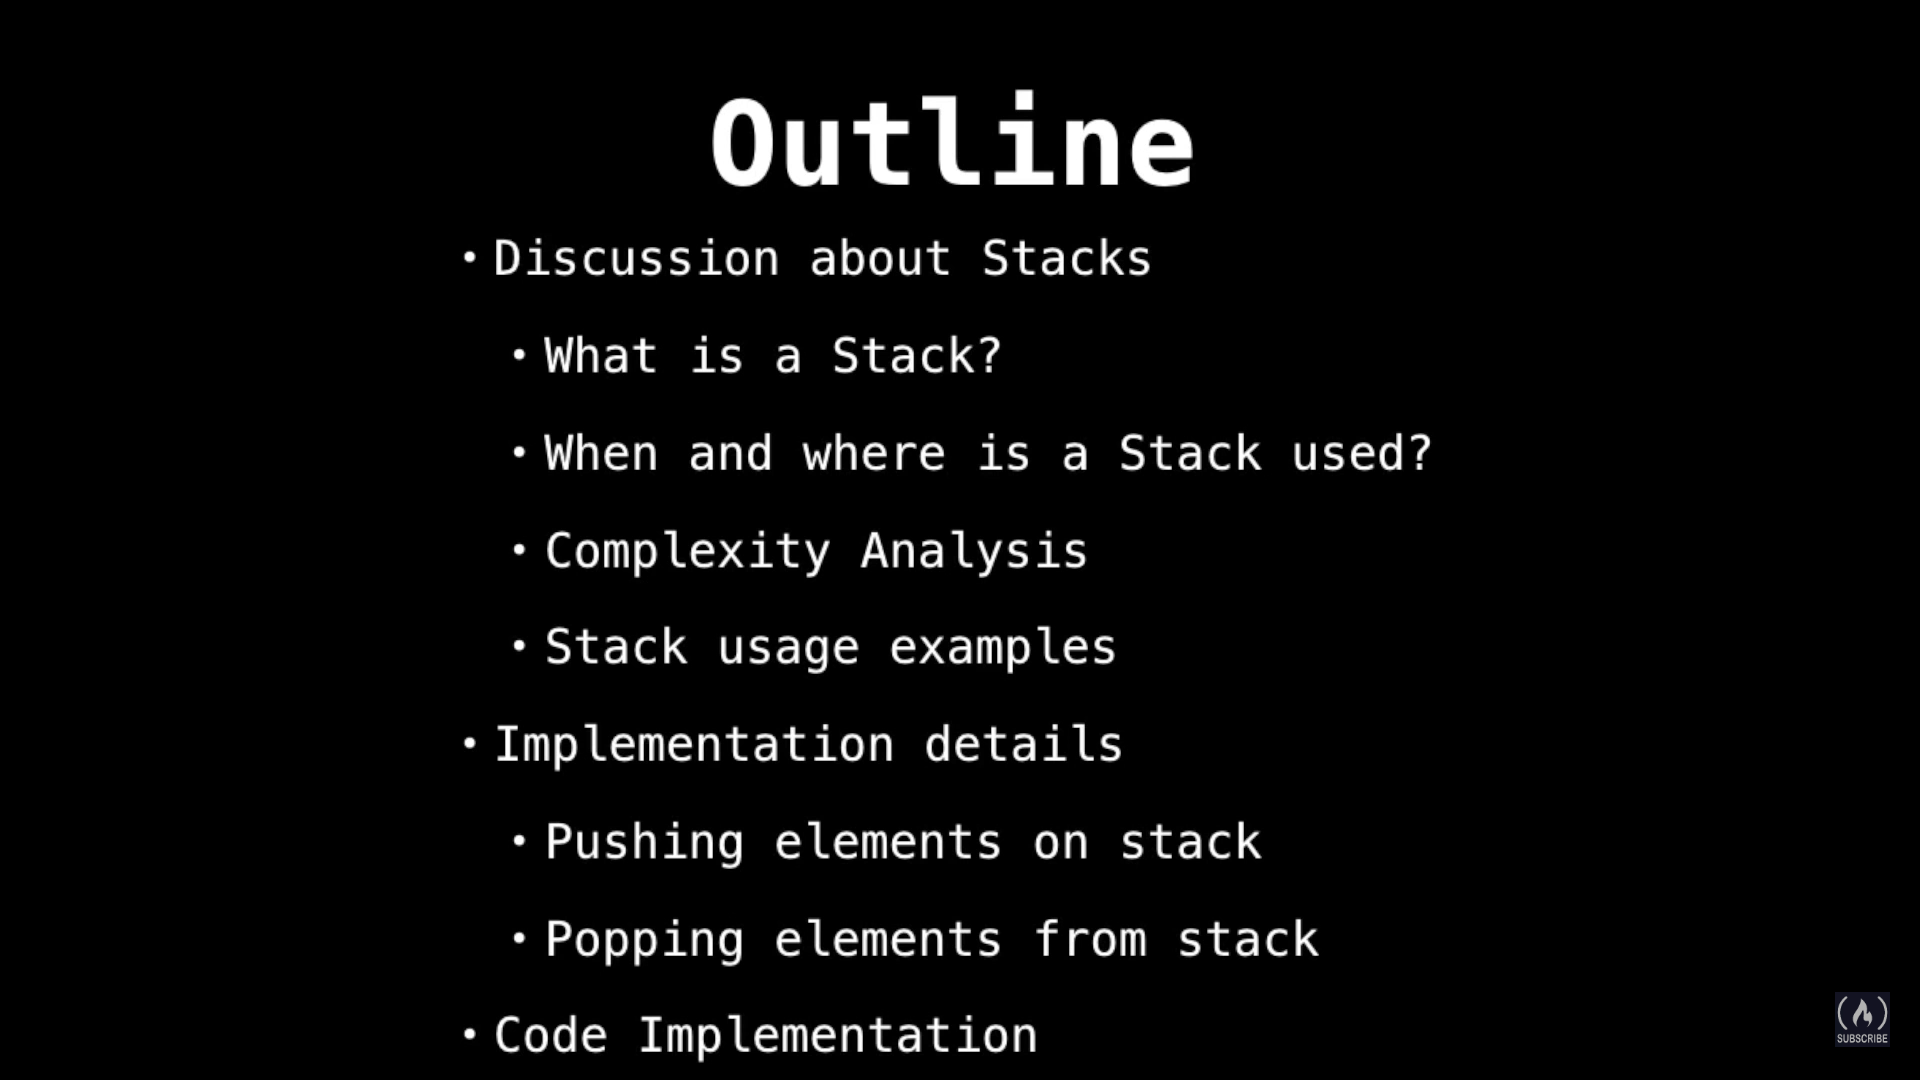 Outline
• Discussion about Stacks
• What is a Stack?
• When and where is a Stack used?
• Complexity Analysis
• Stack usage examples
• Implementation details
• Pushing elements on stack
• Popping elements from stack
• Code Implementation
SUBSCRIBE